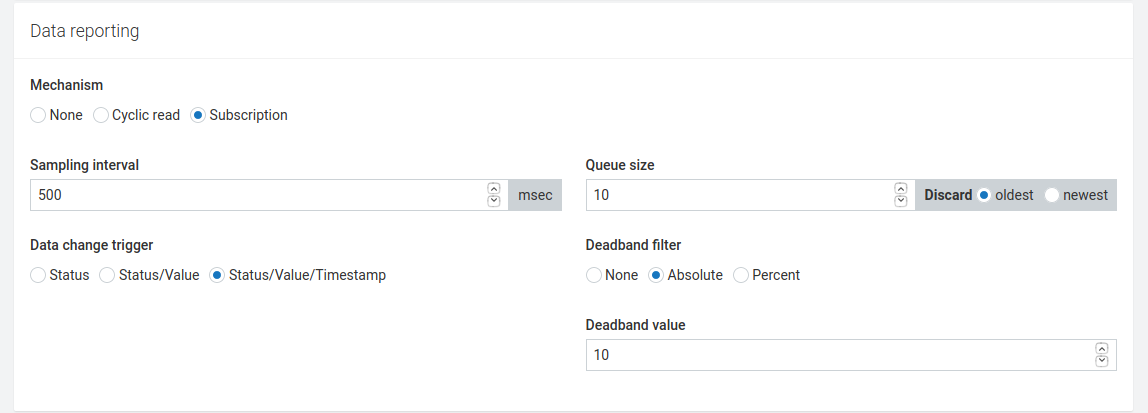 Data reporting
Mechanism
None Cyclic read Subscription
Sampling interval Queue size
500 msec 10 Discard oldest newest
Data change trigger Deadband filter
Status Status/Value Status/Value/Timestamp None Absolute Percent
Deadband value
10